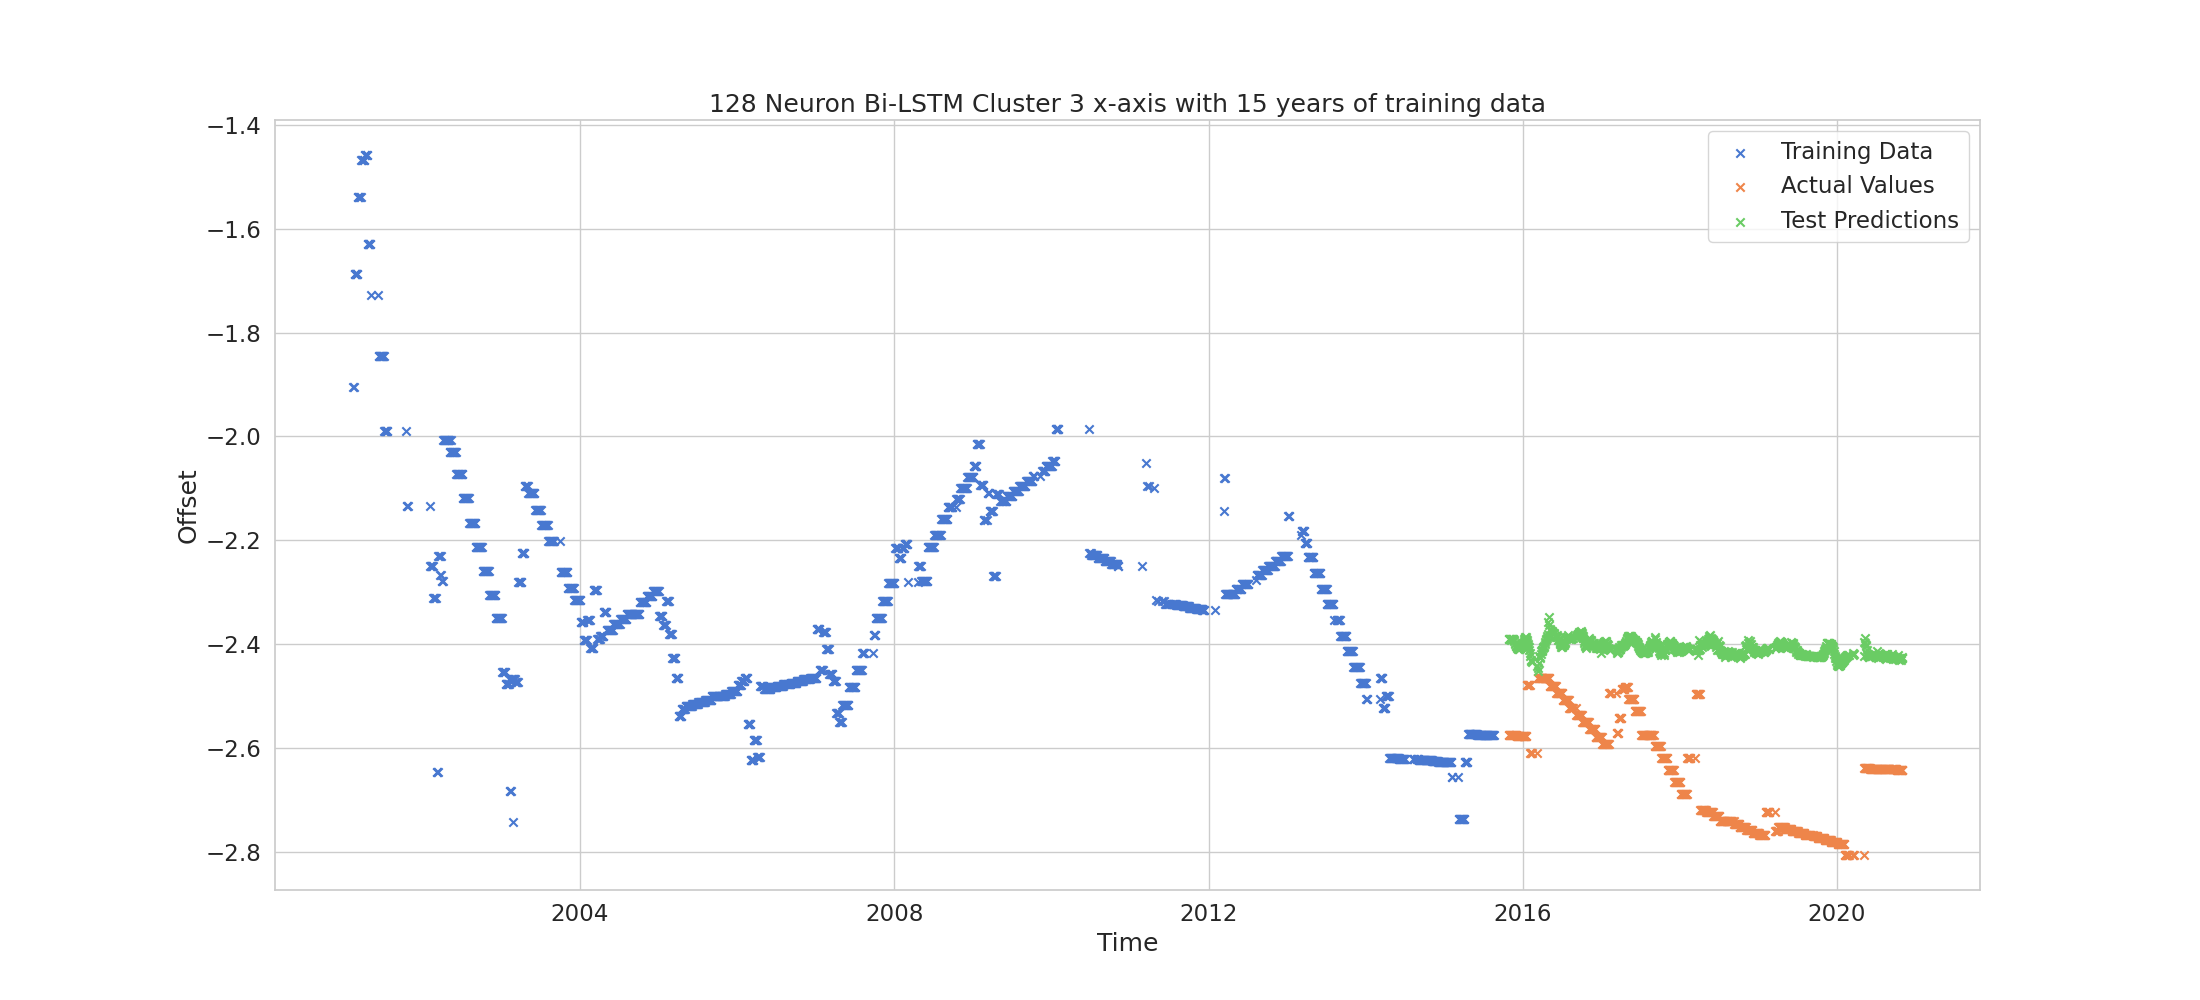 128 Neuron Bi-LSTM Cluster 3 x-axis with 15 years of training data
−1.4
−1.6
−1.8
−2.0
−2.2
−2.4
−2.6
−2.8
Offset
Training Data
Actual Values
Test Predictions
2004
2008
2012
2016
2020
Time